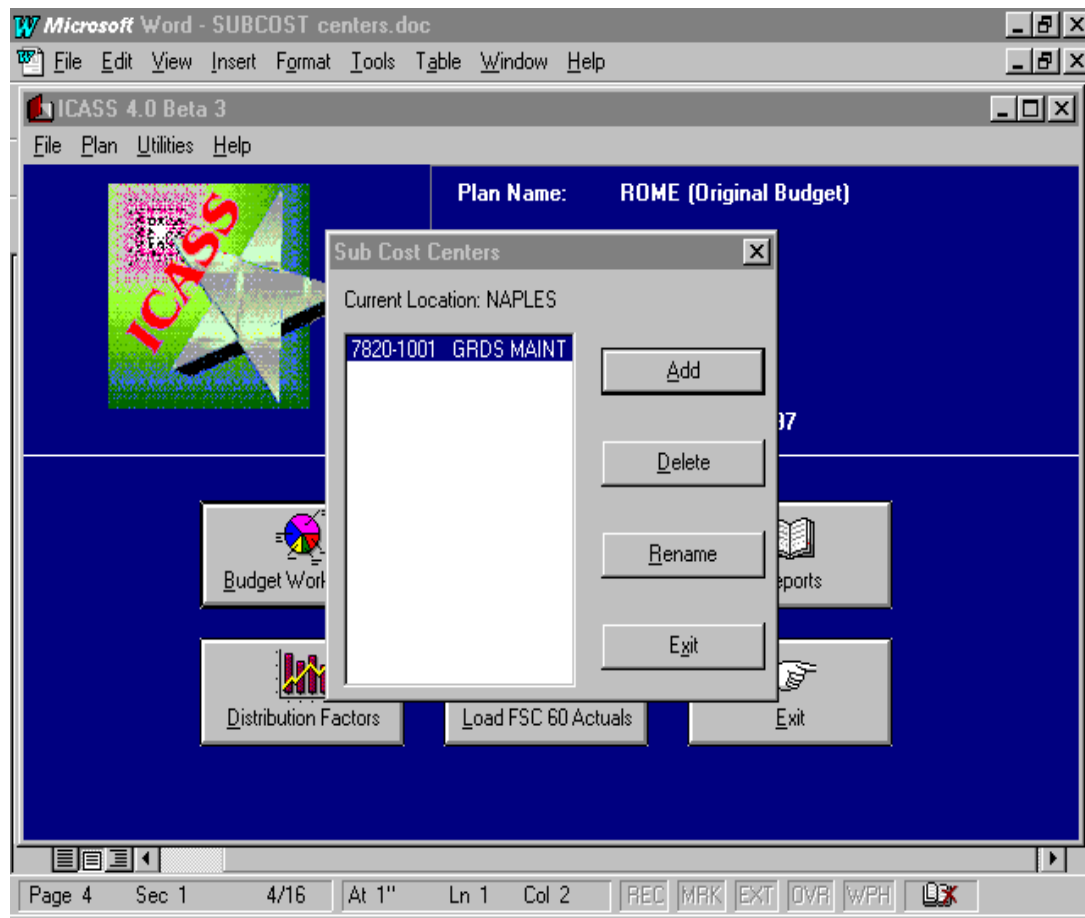 Microsoft Word - SUBCOST centers.doc
File Edit View Insert Format Tools Table Window Help
ICASS 4.0 Beta 3
File Plan Utilities Help
ICASS
Plan Name: ROME (Original Budget)
Sub Cost Centers
Current Location: NAPLES
7820-1001 GRDS MAINT
Add
97
Delete
Rename
Budget Work
eports
Exit
Distribution Factors
Load FSC 60 Actuals
Exit
Page 4 Sec 1 4/16 At 1" Ln 1 Col 2 REC MRK EXT OVR WPH